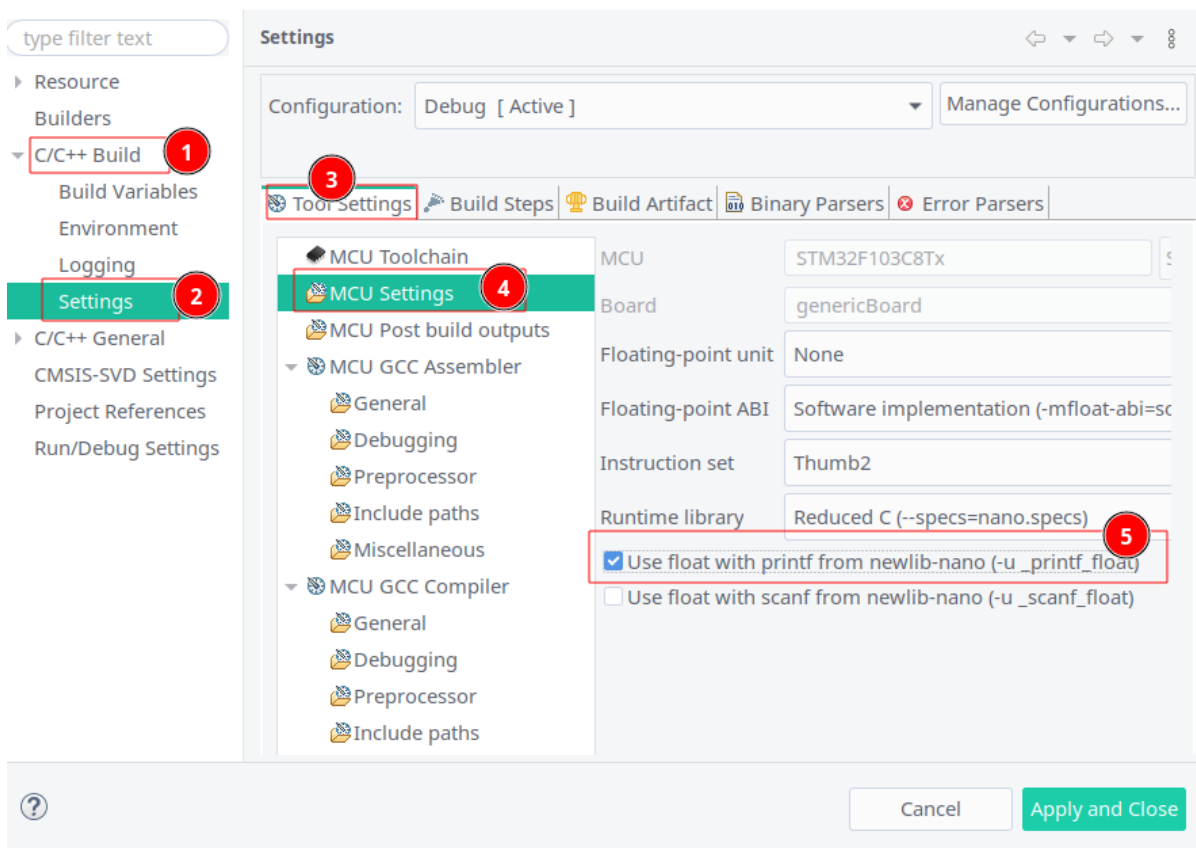 type filter text
Resource
Builders
C/C++ Build
1
Build Variables
Environment
Logging
Settings
2
C/C++ General
CMSIS-SVD Settings
Project References
Run/Debug Settings
Settings
Configuration: Debug [ Active ] Manage Configurations...
3
Tool Settings Build Steps Build Artifact Binary Parsers Error Parsers
MCU Toolchain
MCU Settings
4
MCU Post build outputs
MCU GCC Assembler
General
Debugging
Preprocessor
Include paths
Miscellaneous
MCU GCC Compiler
General
Debugging
Preprocessor
Include paths
MCU STM32F103C8Tx
Board genericBoard
Floating-point unit None
Floating-point ABI Software implementation (-mfloat-abi=so
Instruction set Thumb2
Runtime library Reduced C (--specs=nano.specs)
5
Use float with printf from newlib-nano (-u _printf_float)
Use float with scanf from newlib-nano (-u _scanf_float)
? Cancel Apply and Close